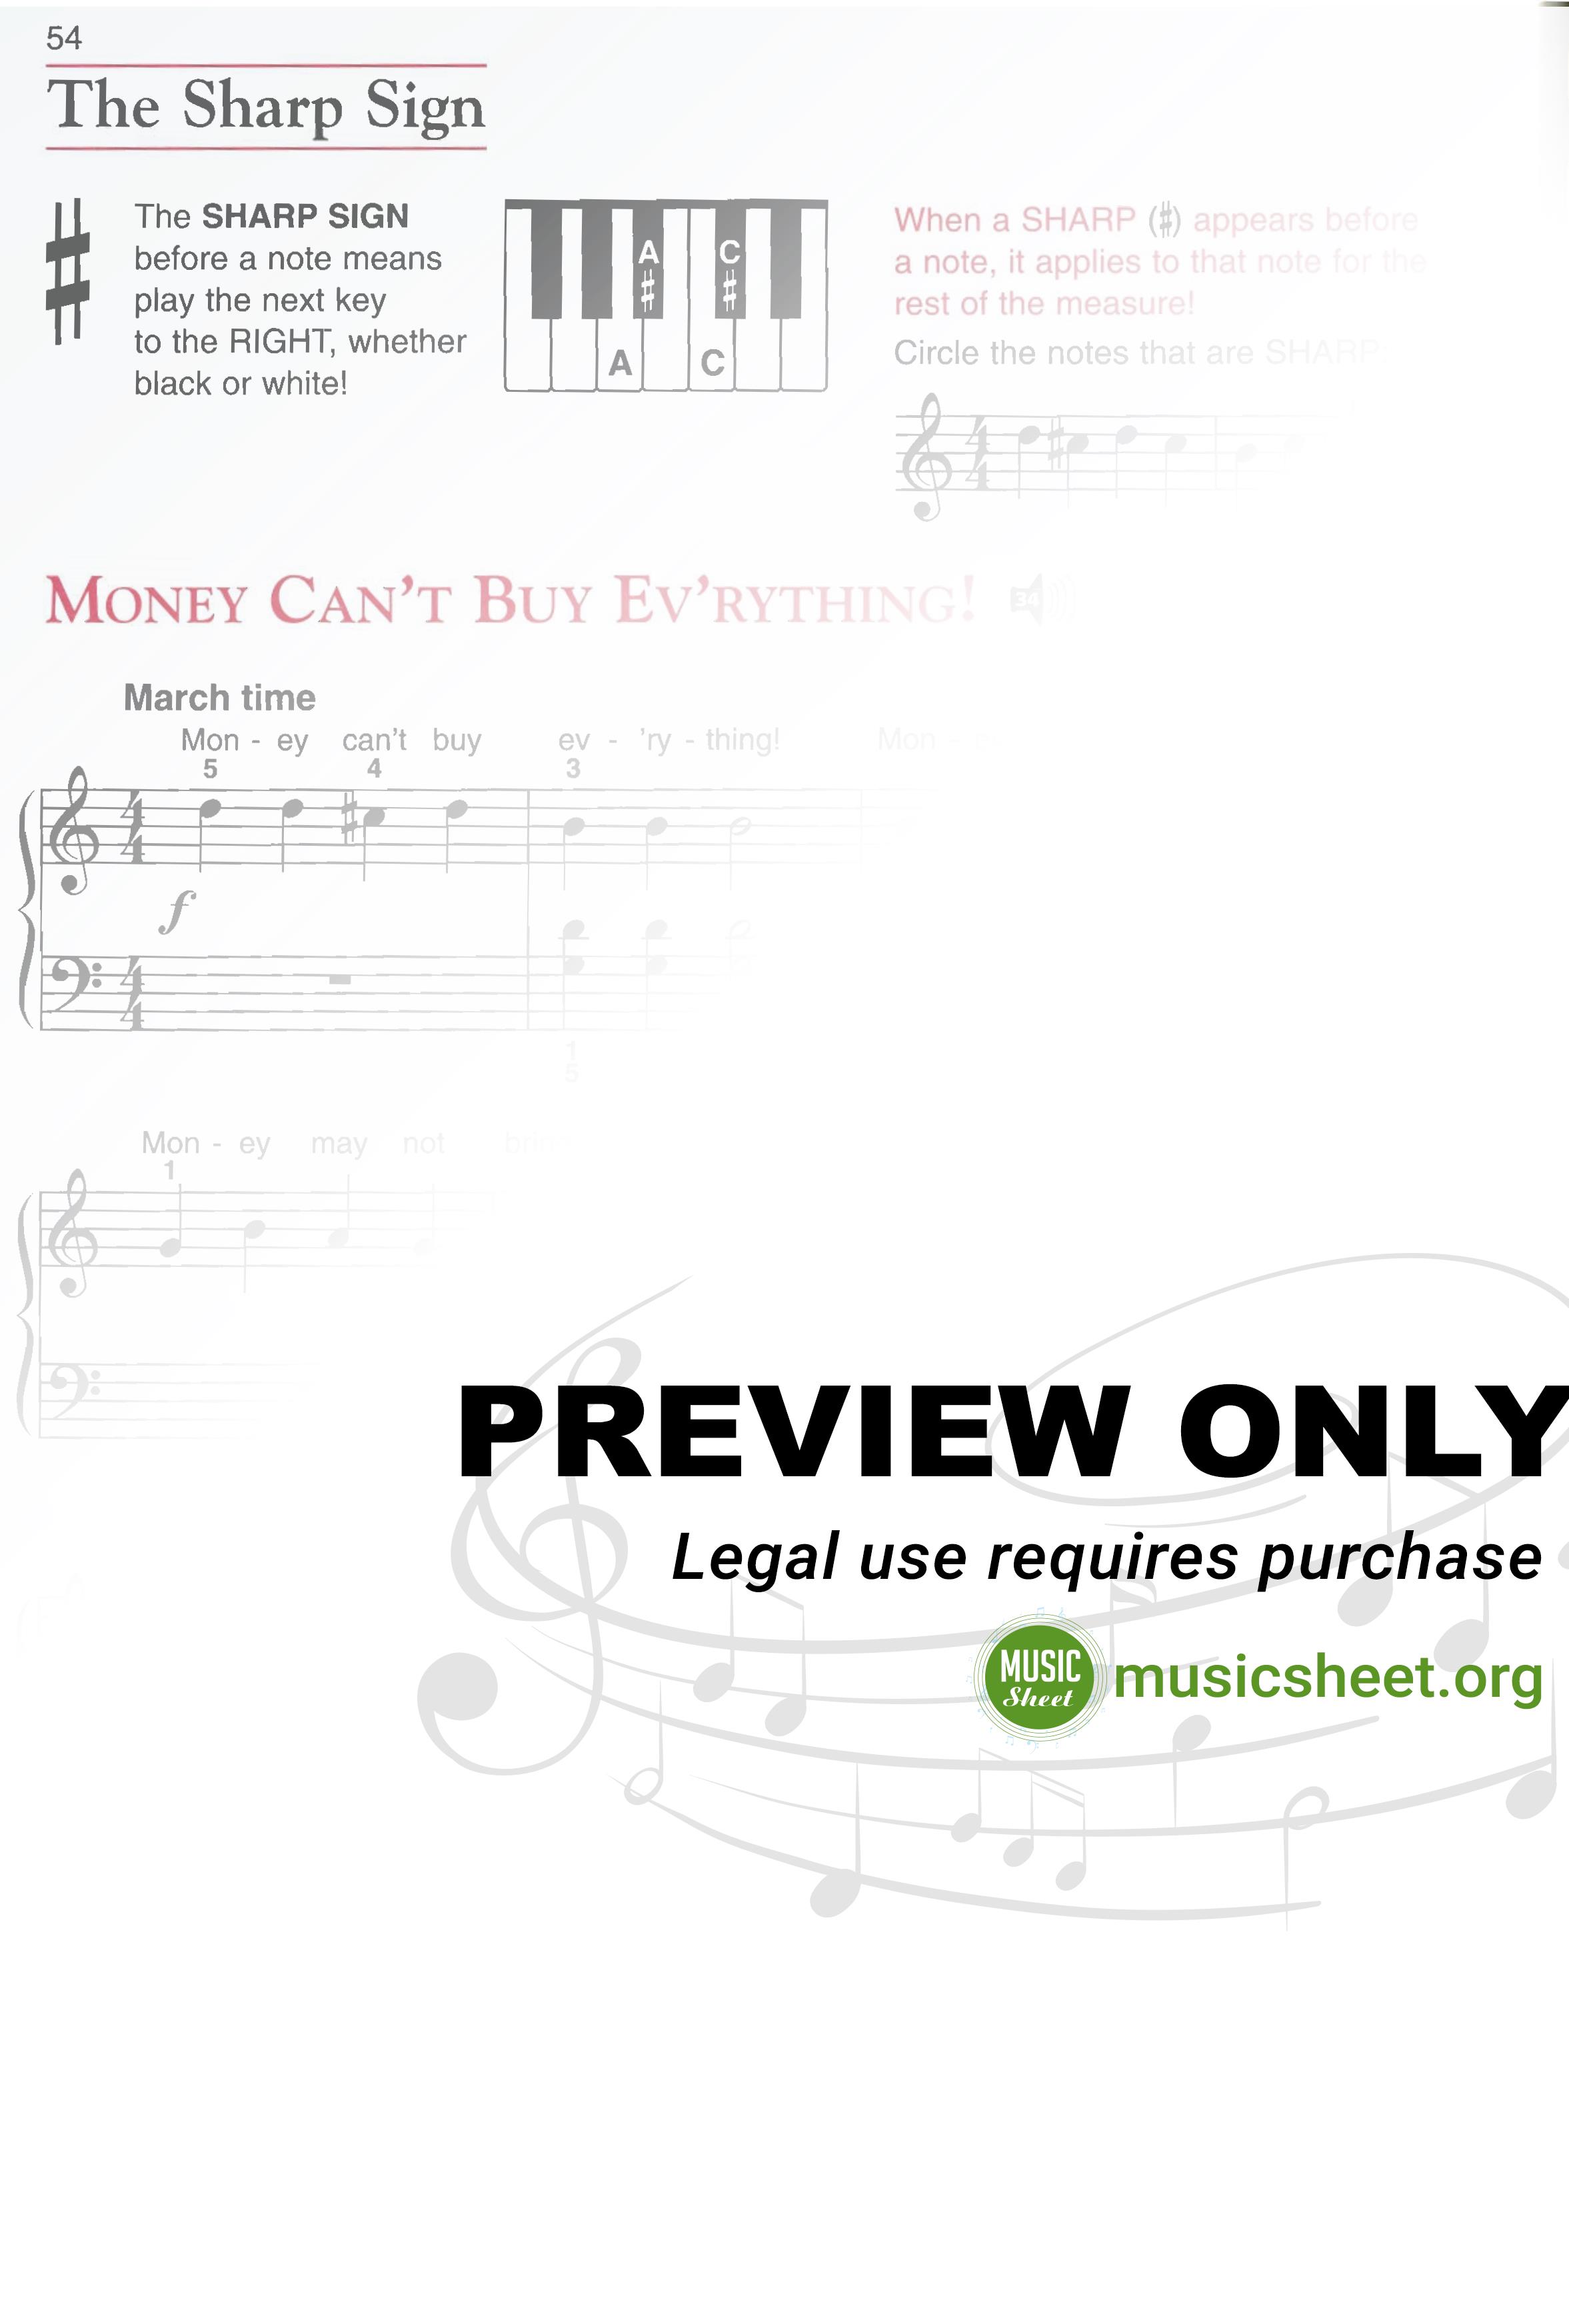 54
The Sharp Sign
The SHARP SIGN
before a note means
play the next key
to the RIGHT, whether
black or white!
A C
♯ ♯
A C
When a SHARP (♯) appears before
a note, it applies to that note for the
rest of the measure!
Circle the notes that are SHARP
MONEY CAN'T BUY EV'RYTHING! 34
March time
Mon - ey can't buy ev - 'ry - thing! Mon - e
5 4 3
4
4
f
4
4
1
5
Mon - ey may not
1
PREVIEW ONLY
Legal use requires purchase
MUSIC
Sheet
musicsheet.org